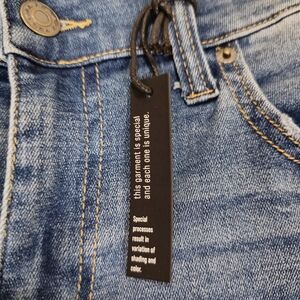 this garment is special
and each one is unique.
Special
processes
result in
variation of
shading and
color.